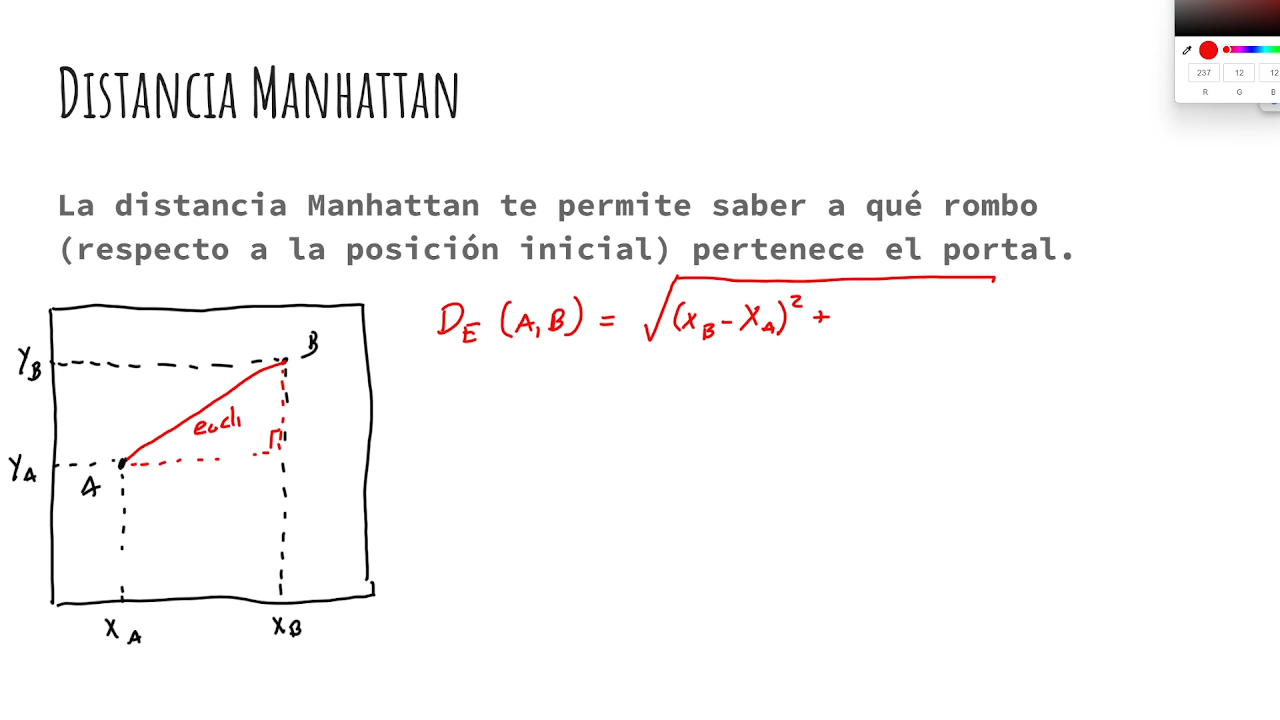 DISTANCIA MANHATTAN
La distancia Manhattan te permite saber a qué rombo
(respecto a la posición inicial) pertenece el portal.
D_E (A, B) = √(x_B - x_A)² +
B
Y_B
eucli
Y_A
A
X_A
X_B
237 12 12
R G B